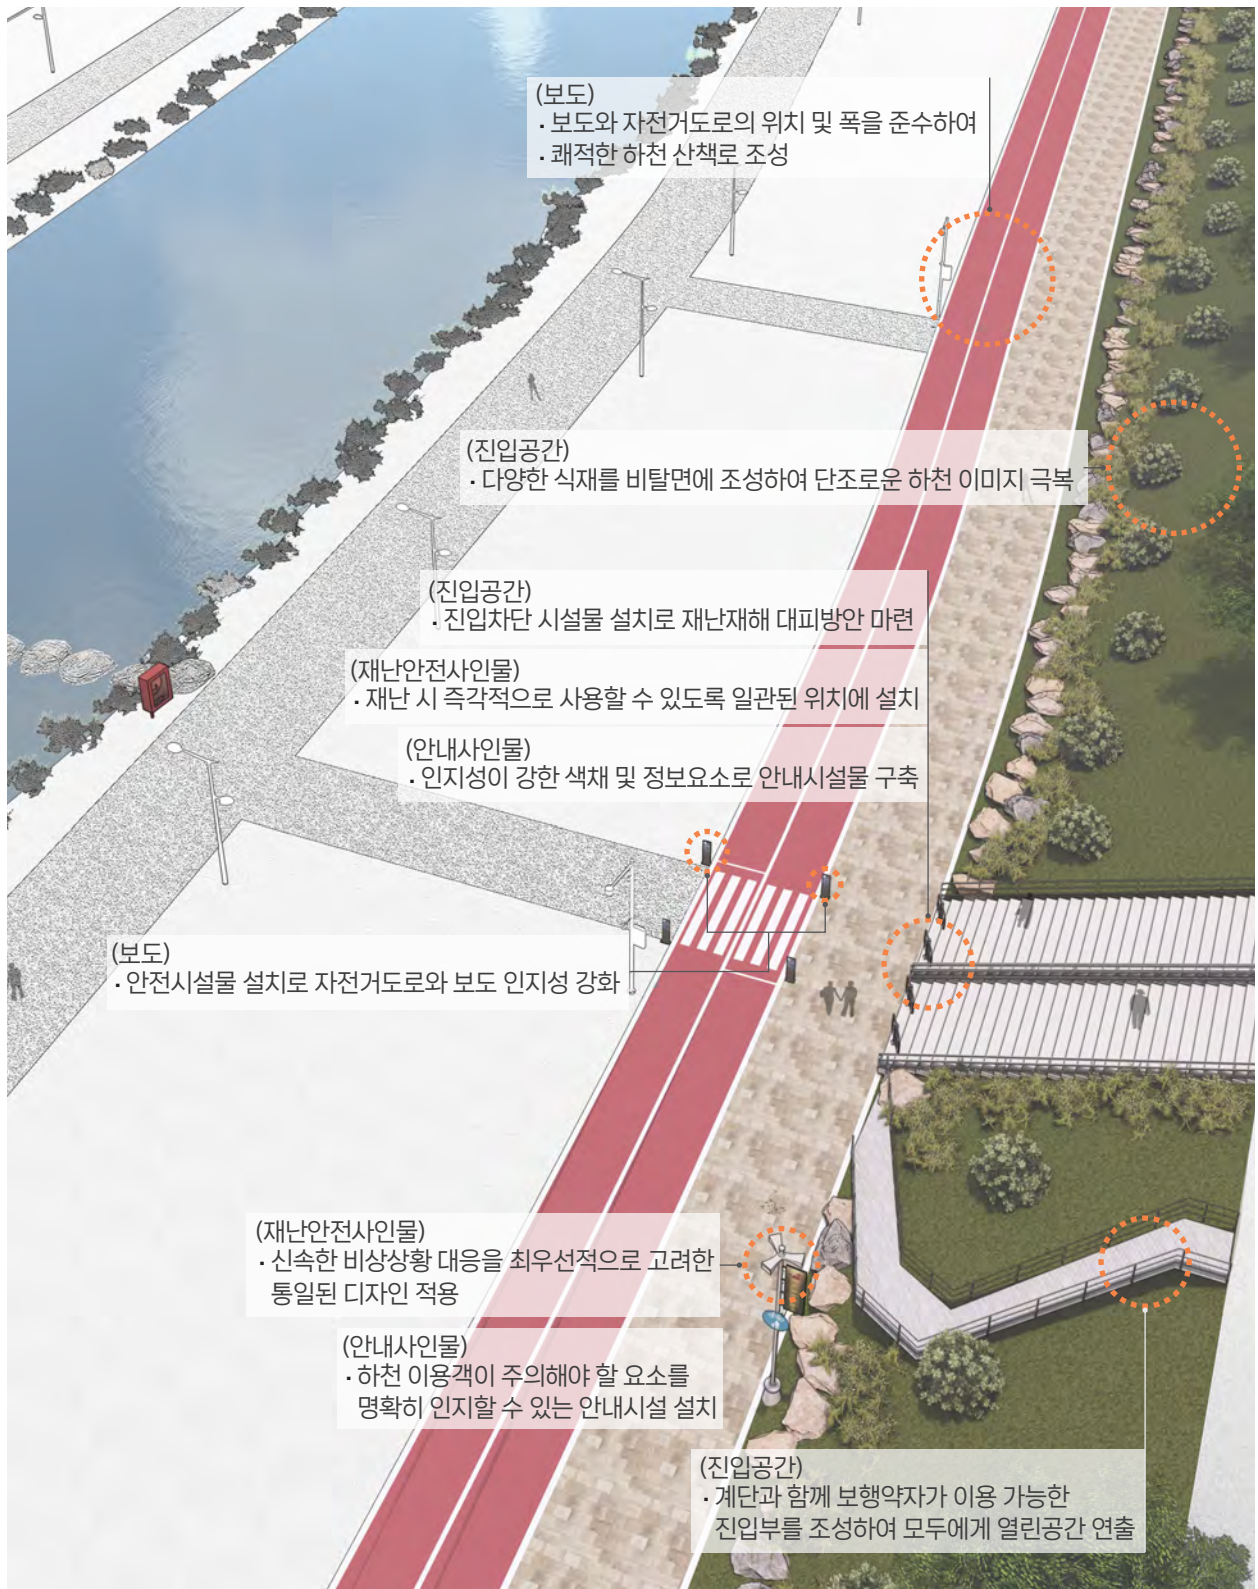 (보도)
· 보도와 자전거도로의 위치 및 폭을 준수하여
· 쾌적한 하천 산책로 조성
(진입공간)
· 다양한 식재를 비탈면에 조성하여 단조로운 하천 이미지 극복
(진입공간)
· 진입차단 시설물 설치로 재난재해 대피방안 마련
(재난안전사인물)
· 재난 시 즉각적으로 사용할 수 있도록 일관된 위치에 설치
(안내사인물)
· 인지성이 강한 색채 및 정보요소로 안내시설물 구축
(보도)
· 안전시설물 설치로 자전거도로와 보도 인지성 강화
(재난안전사인물)
· 신속한 비상상황 대응을 최우선적으로 고려한
통일된 디자인 적용
(안내사인물)
· 하천 이용객이 주의해야 할 요소를
명확히 인지할 수 있는 안내시설 설치
(진입공간)
· 계단과 함께 보행약자가 이용 가능한
진입부를 조성하여 모두에게 열린공간 연출